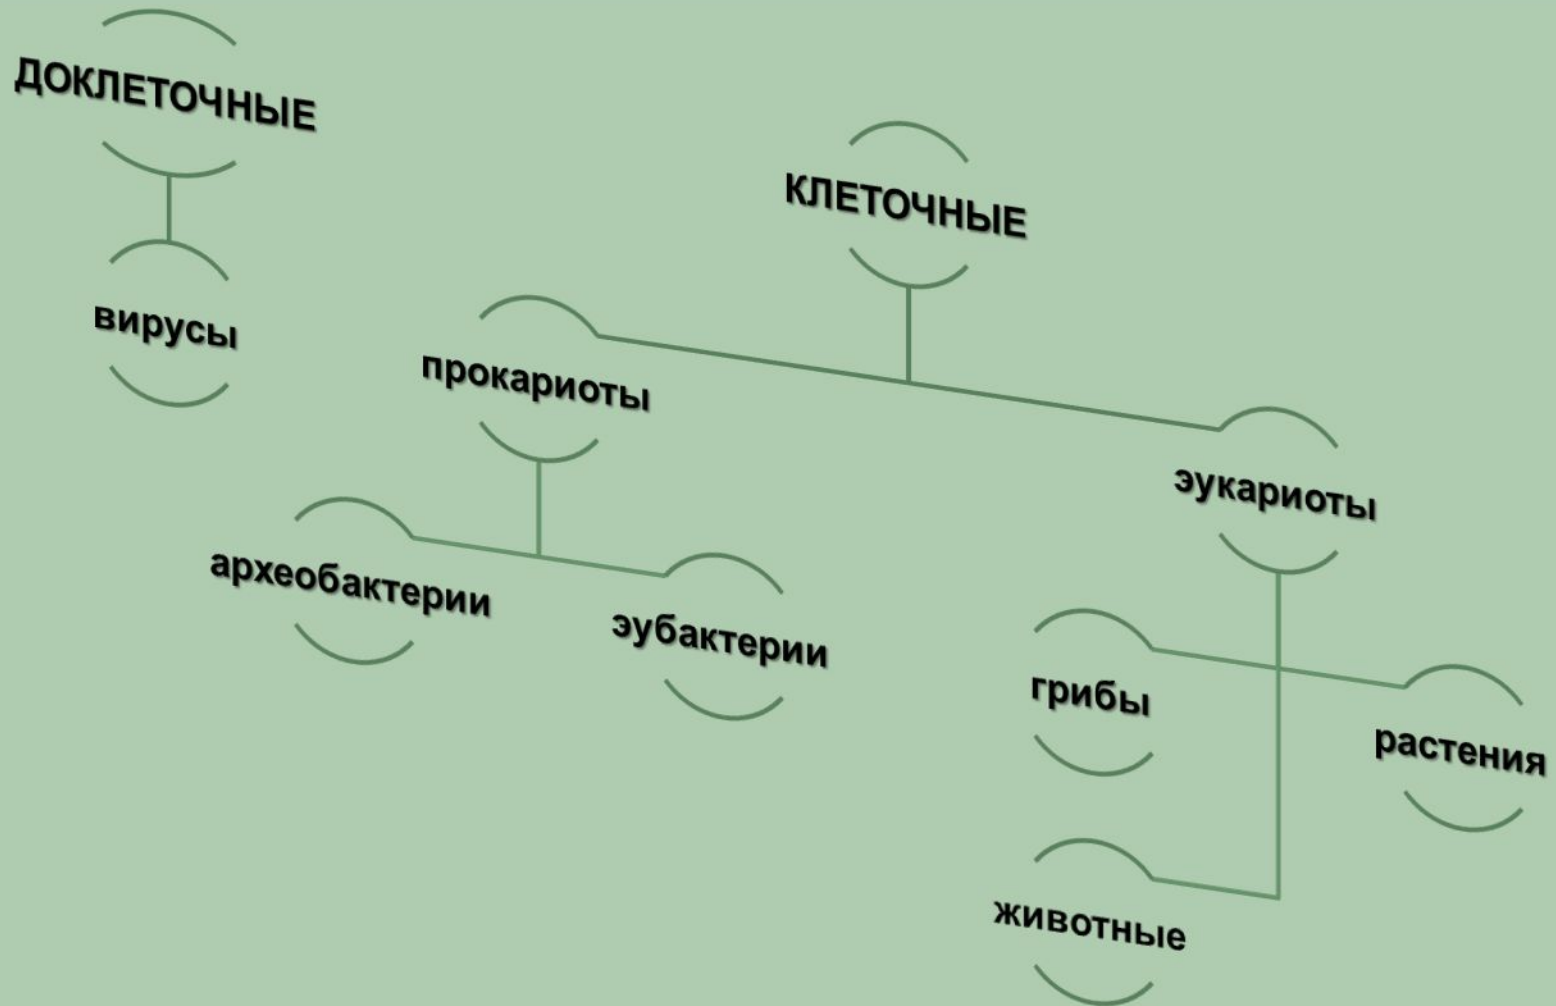 ДОКЛЕТОЧНЫЕ
вирусы
КЛЕТОЧНЫЕ
прокариоты
археобактерии
эубактерии
эукариоты
грибы
растения
животные